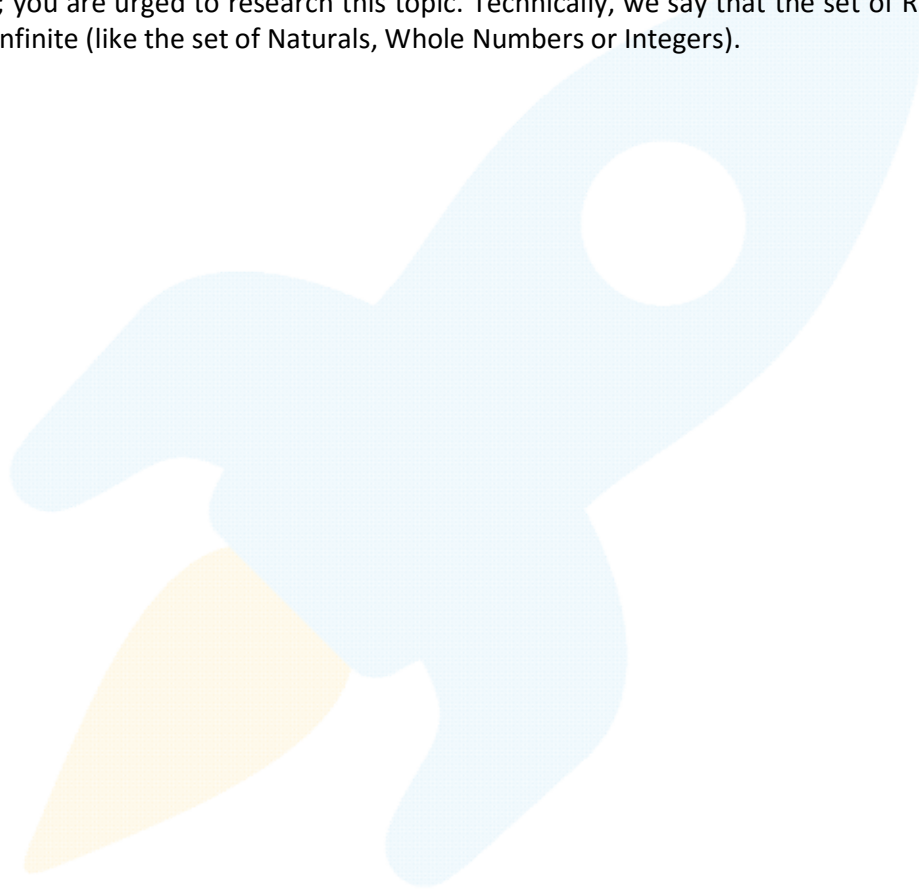 ; you are urged to research this topic. Technically, we say that the set of R
nfinite (like the set of Naturals, Whole Numbers or Integers).